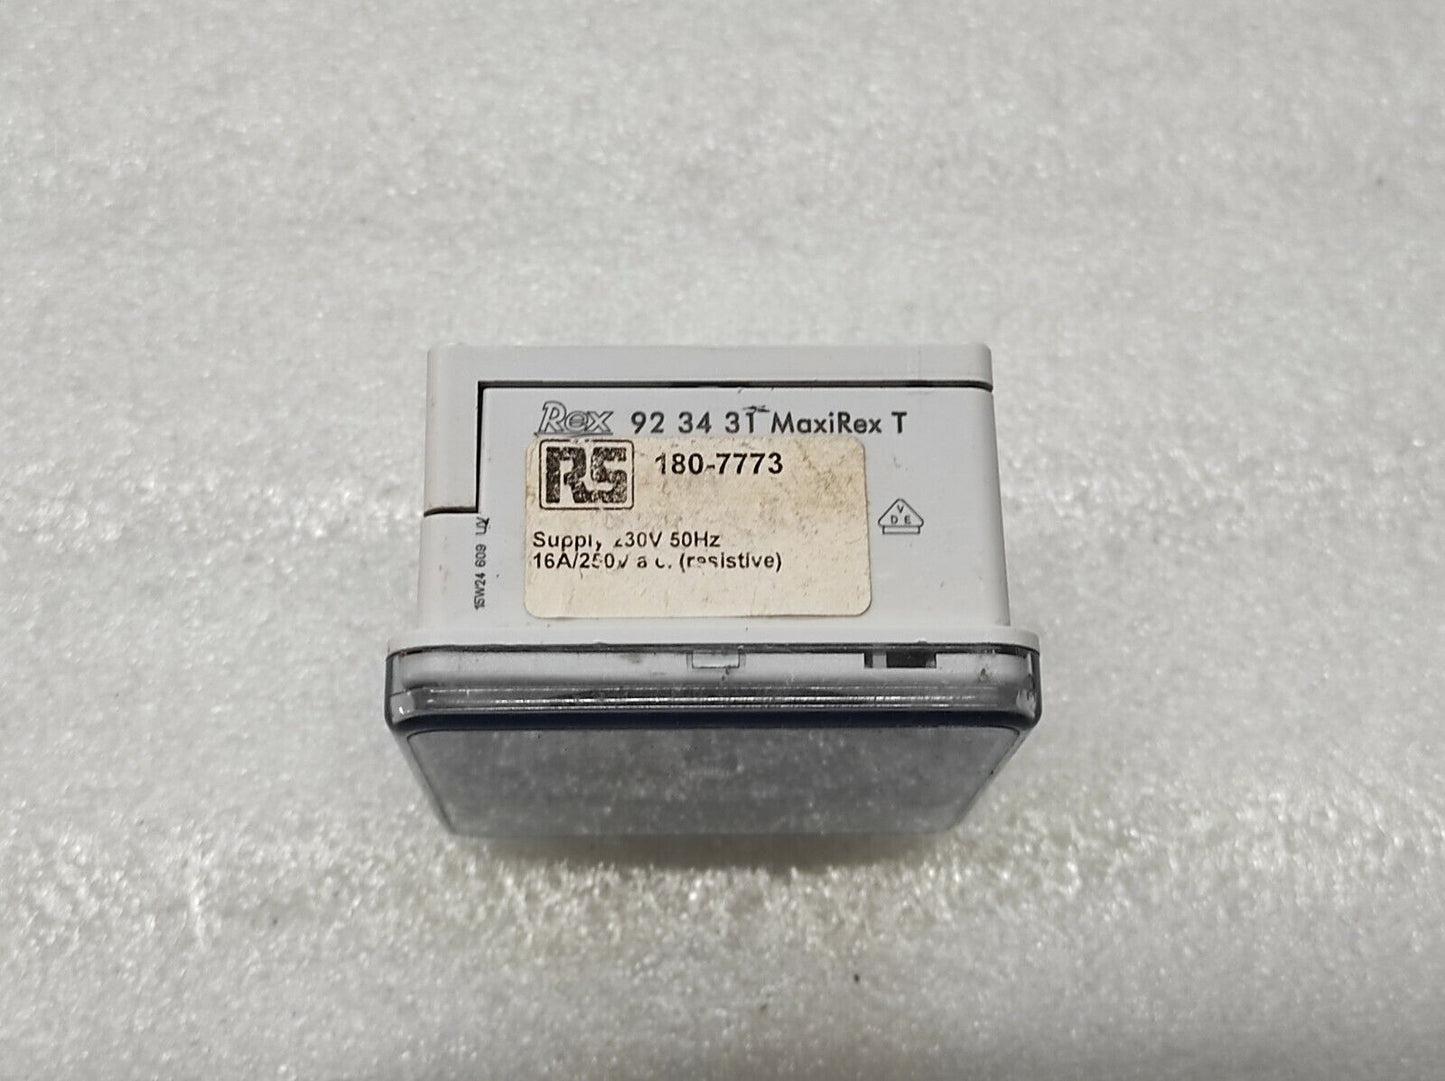 Rex 92 34 31 MaxiRex T
RS 180-7773
Supply 230V 50Hz
16A/250V a.c. (resistive)
VDE
15W24 609